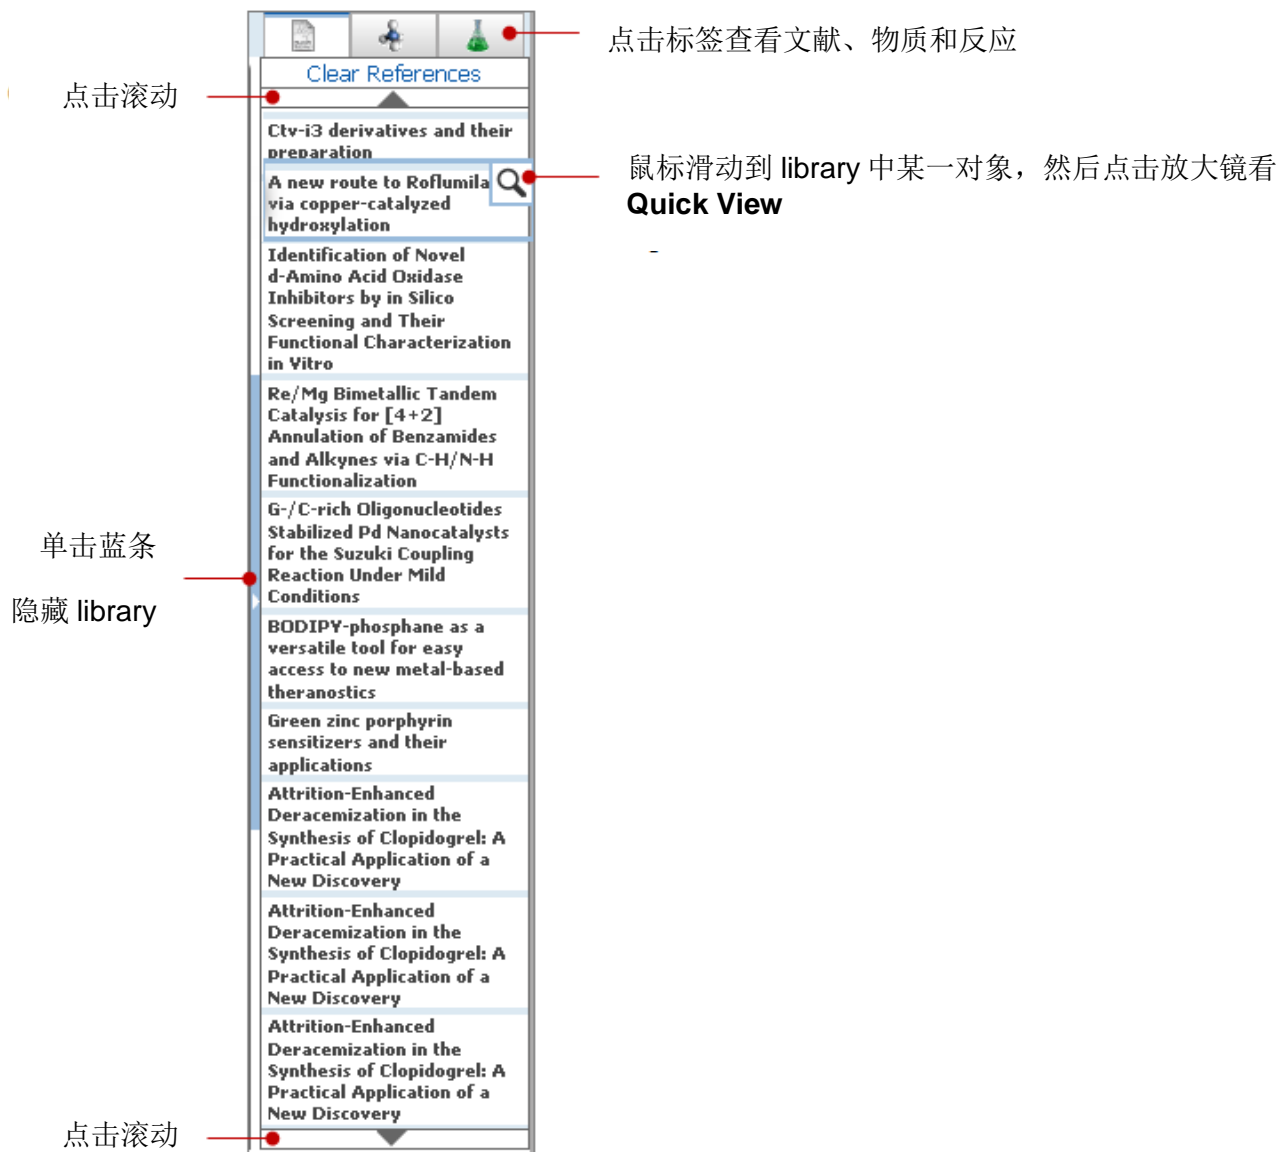 点击标签查看文献、物质和反应
Clear References
点击滚动
Ctv-i3 derivatives and their
preparation
A new route to Roflumila
via copper-catalyzed
hydroxylation
鼠标滑动到 library 中某一对象，然后点击放大镜看
Quick View
-
Identification of Novel
d-Amino Acid Oxidase
Inhibitors by in Silico
Screening and Their
Functional Characterization
in Vitro
Re/Mg Bimetallic Tandem
Catalysis for [4+2]
Annulation of Benzamides
and Alkynes via C-H/N-H
Functionalization
G-/C-rich Oligonucleotides
Stabilized Pd Nanocatalysts
for the Suzuki Coupling
Reaction Under Mild
Conditions
单击蓝条
隐藏 library
BODIPY-phosphane as a
versatile tool for easy
access to new metal-based
theranostics
Green zinc porphyrin
sensitizers and their
applications
Attrition-Enhanced
Deracemization in the
Synthesis of Clopidogrel: A
Practical Application of a
New Discovery
Attrition-Enhanced
Deracemization in the
Synthesis of Clopidogrel: A
Practical Application of a
New Discovery
Attrition-Enhanced
Deracemization in the
Synthesis of Clopidogrel: A
Practical Application of a
New Discovery
点击滚动